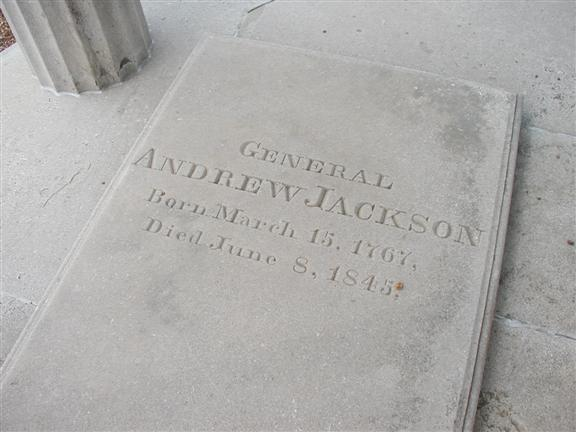 GENERAL
ANDREW JACKSON
Born March 15, 1767,
Died June 8, 1845,